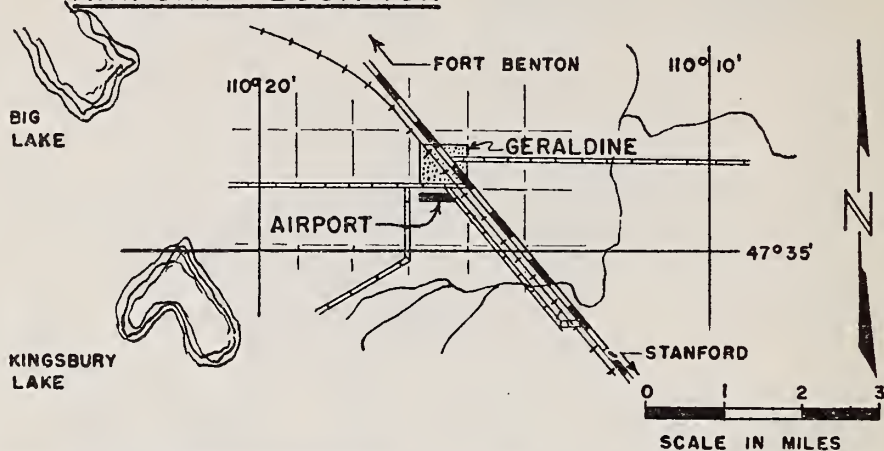 FORT BENTON
110° 10'
110° 20'
BIG
LAKE
GERALDINE
AIRPORT
N
47° 35'
KINGSBURY
LAKE
STANFORD
0 1 2 3
SCALE IN MILES